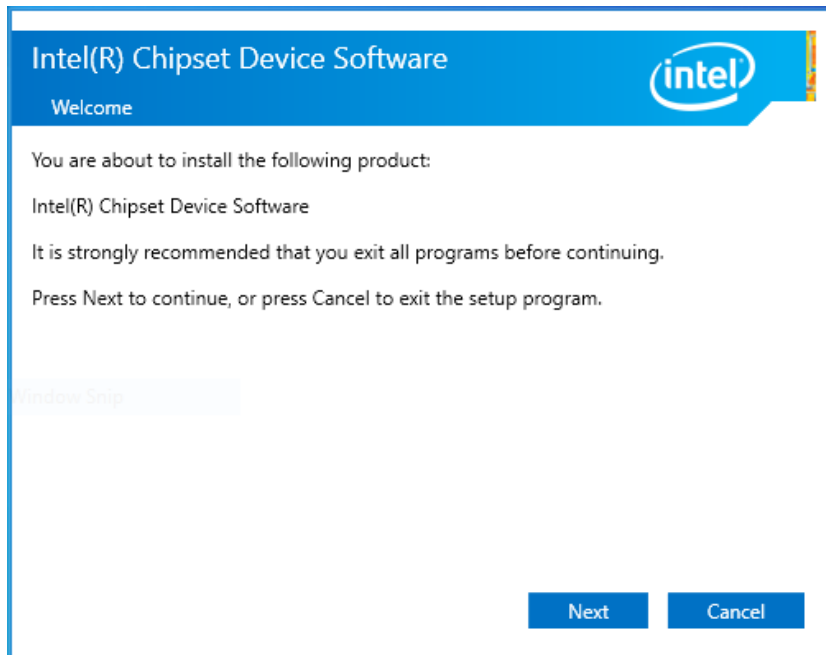 Intel(R) Chipset Device Software
intel
Welcome
You are about to install the following product:
Intel(R) Chipset Device Software
It is strongly recommended that you exit all programs before continuing.
Press Next to continue, or press Cancel to exit the setup program.
Window Snip
Next Cancel